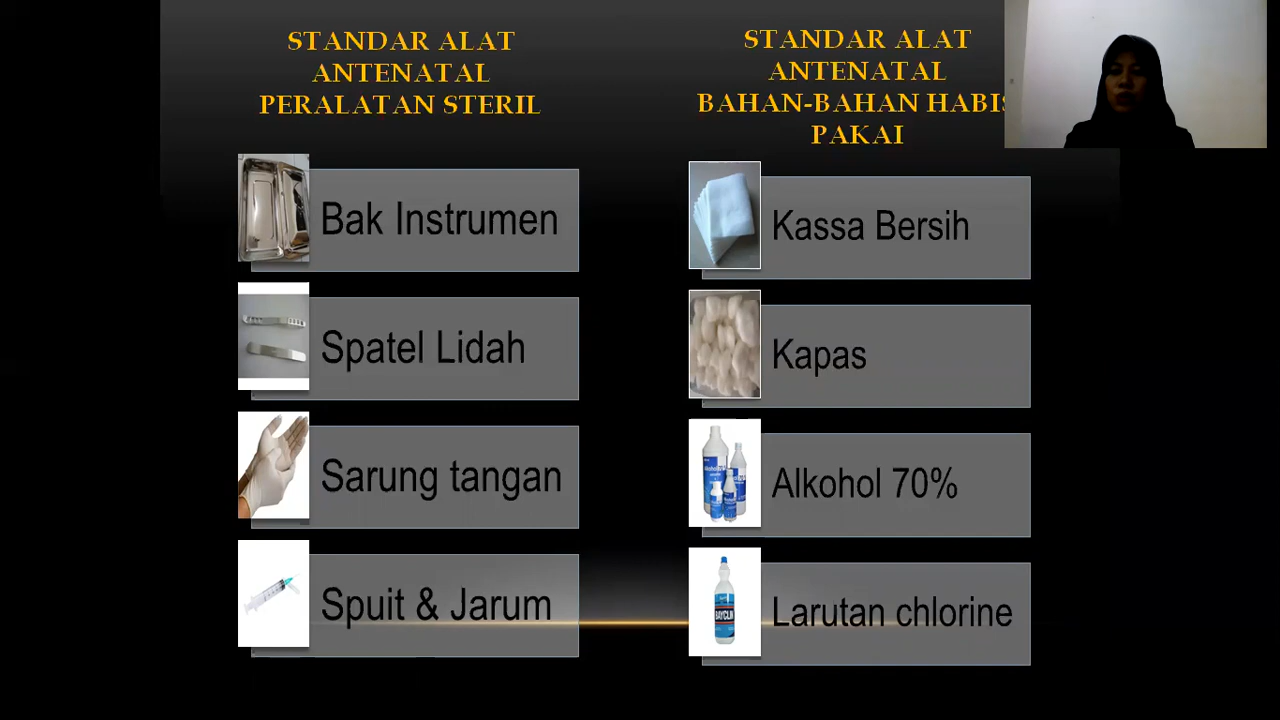 STANDAR ALAT
ANTENATAL
PERALATAN STERIL
Bak Instrumen
Spatel Lidah
Sarung tangan
Spuit & Jarum
STANDAR ALAT
ANTENATAL
BAHAN-BAHAN HABIS
PAKAI
Kassa Bersih
Kapas
Alkohol 70%
Larutan chlorine
BAYCLIN